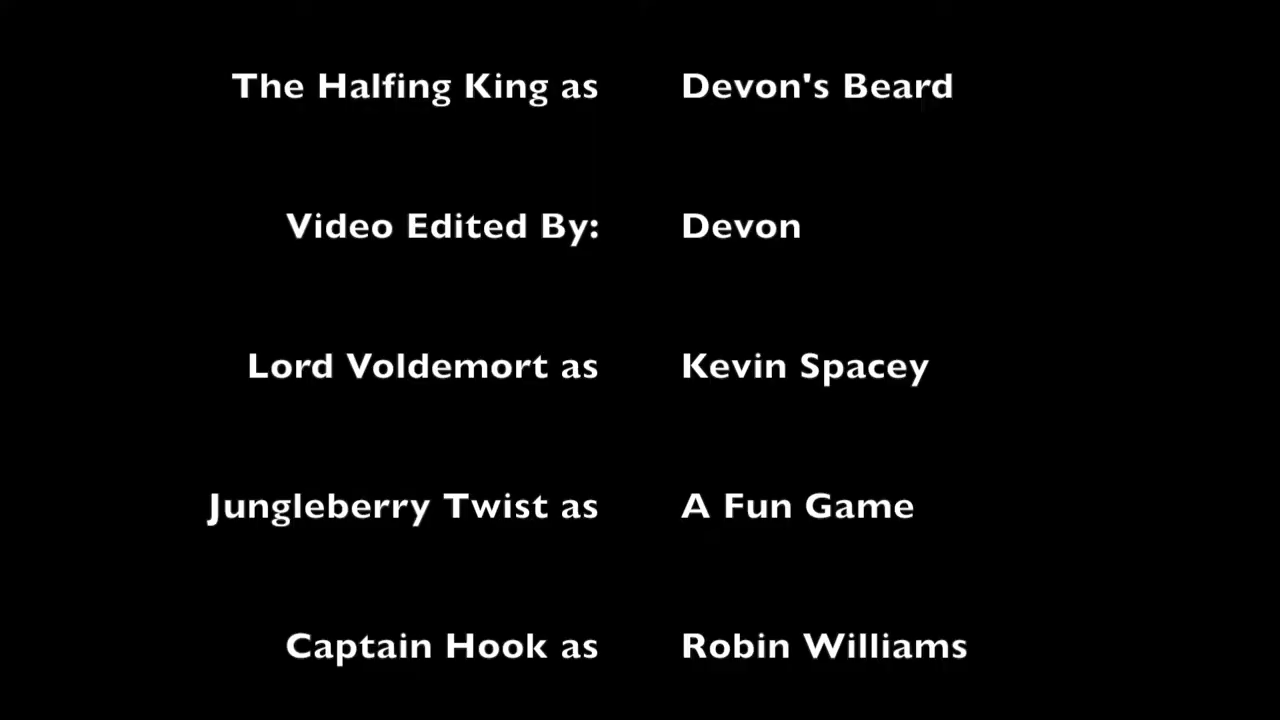 The Halfing King as Devon's Beard
Video Edited By: Devon
Lord Voldemort as Kevin Spacey
Jungleberry Twist as A Fun Game
Captain Hook as Robin Williams